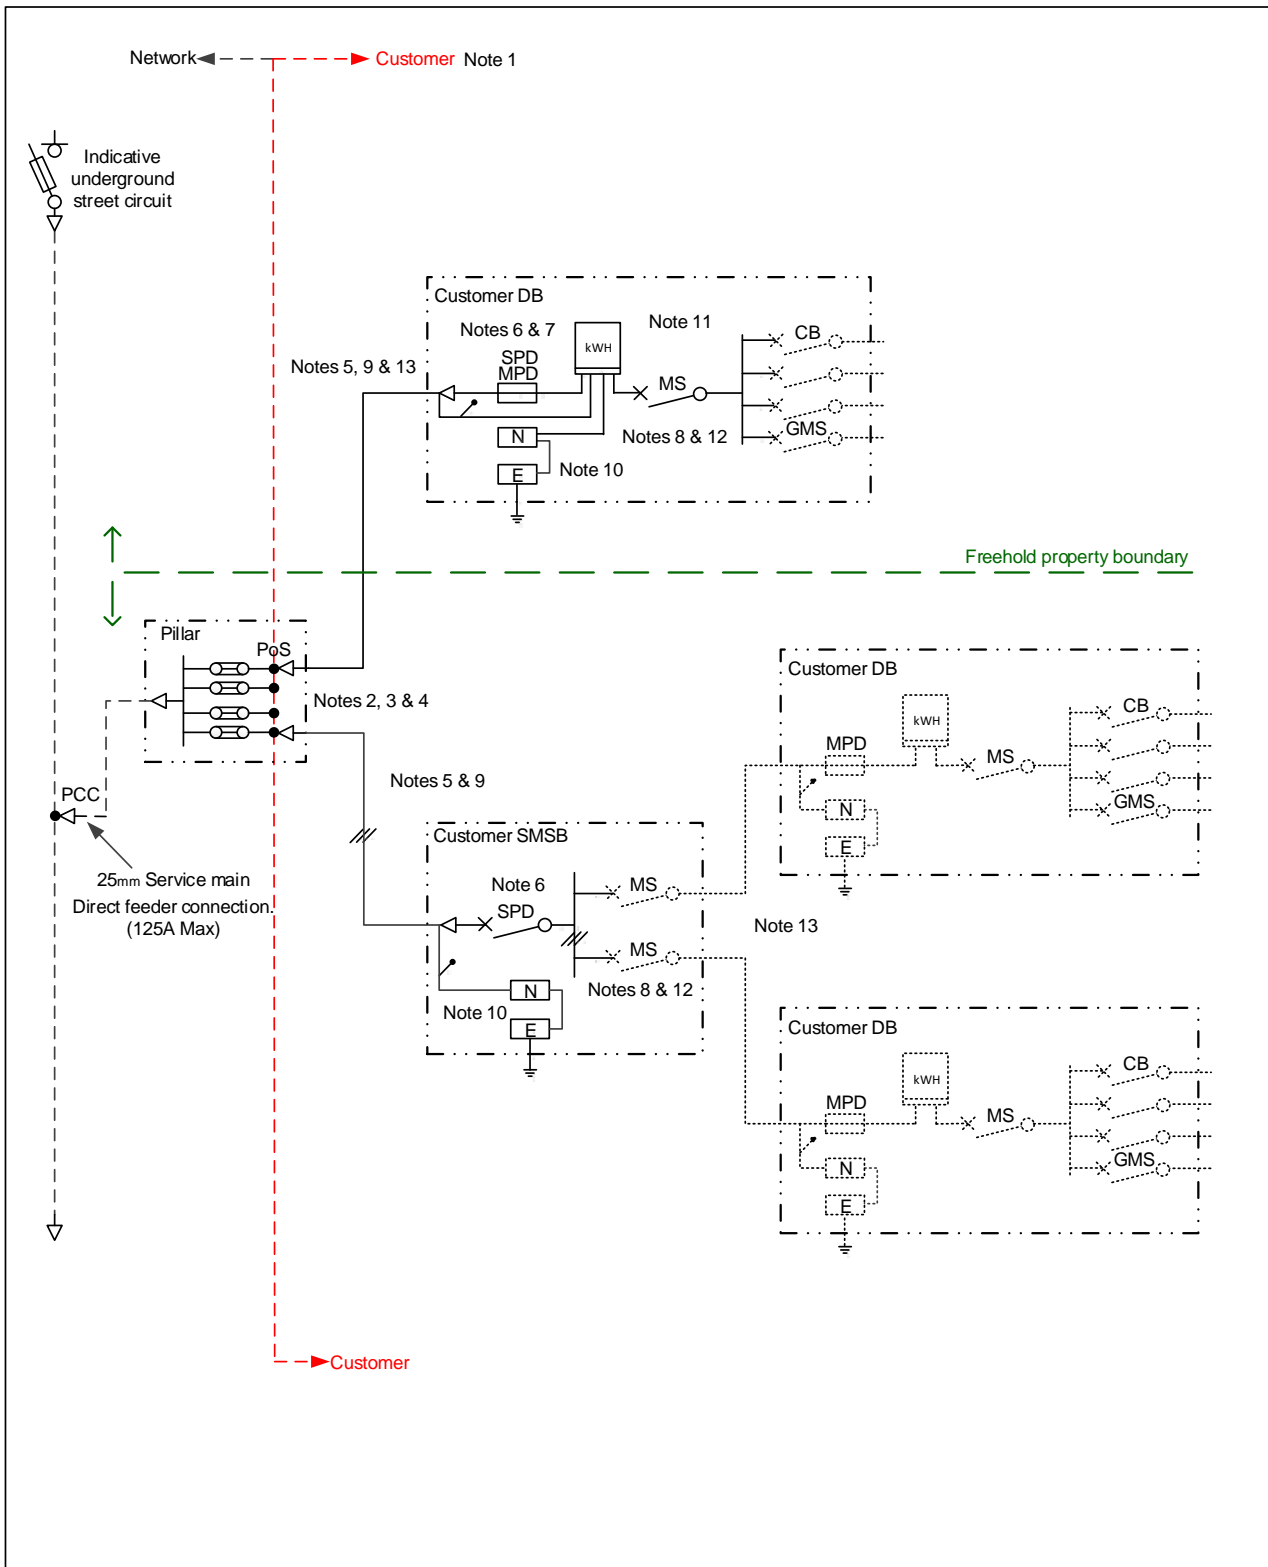 Network
Customer Note 1
Indicative
underground
street circuit
Customer DB
Notes 6 & 7
kWH
Note 11
CB
Notes 5, 9 & 13
SPD
MPD
MS
N
Notes 8 & 12
GMS
E
Note 10
Freehold property boundary
Pillar
PoS
Notes 2, 3 & 4
Customer DB
kWH
CB
MPD
MS
N
GMS
E
Notes 5 & 9
PCC
25mm Service main
Direct feeder connection.
(125A Max)
Customer SMSB
Note 6
MS
SPD
Note 13
MS
N
Notes 8 & 12
Note 10
E
Customer DB
kWH
CB
MPD
MS
N
GMS
E
Customer